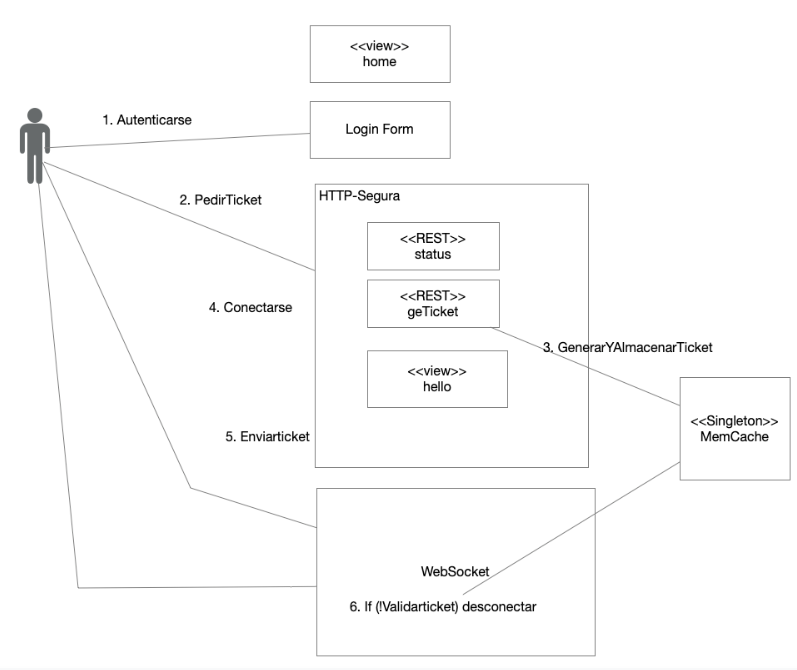 <<view>>
home
1. Autenticarse
Login Form
2. PedirTicket
HTTP-Segura
<<REST>>
status
<<REST>>
geTicket
4. Conectarse
3. GenerarYAlmacenarTicket
<<view>>
hello
<<Singleton>>
MemCache
5. Enviarticket
WebSocket
6. If (!Validarticket) desconectar